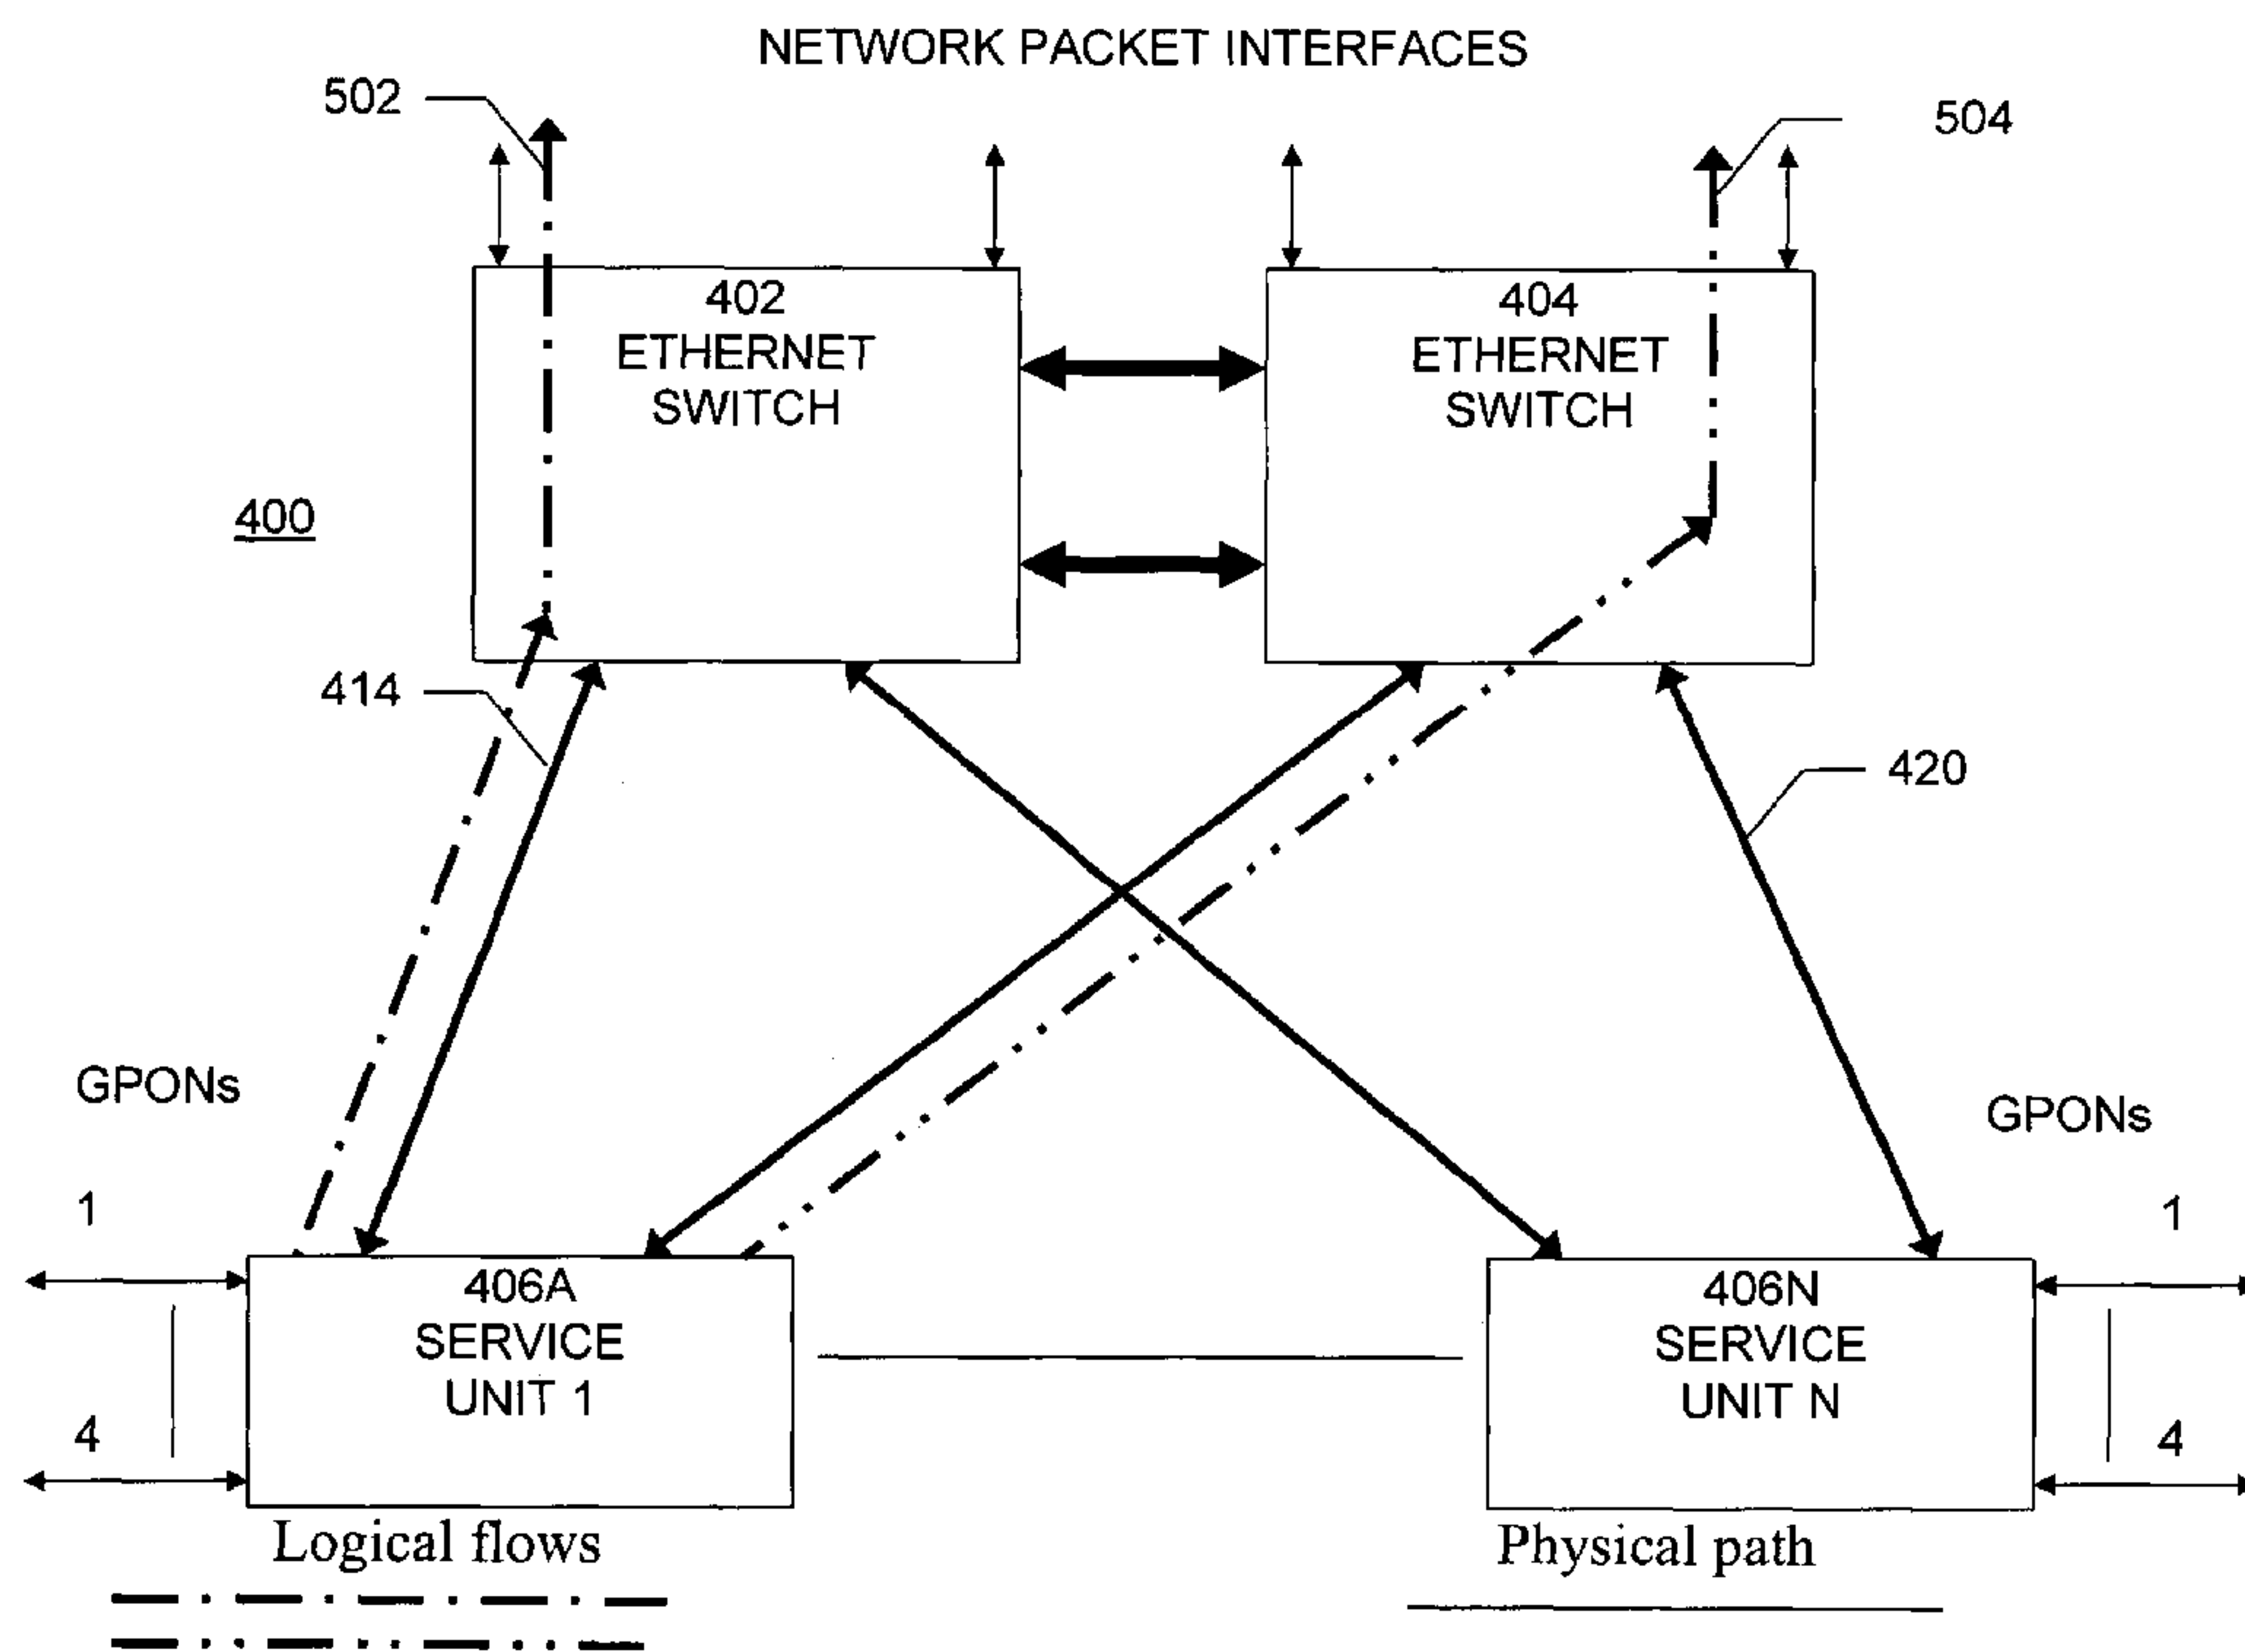 NETWORK PACKET INTERFACES
502
504
402
ETHERNET
SWITCH
404
ETHERNET
SWITCH
400
414
420
GPONs
GPONs
1
1
406A
SERVICE
UNIT 1
406N
SERVICE
UNIT N
4
4
Logical flows
Physical path